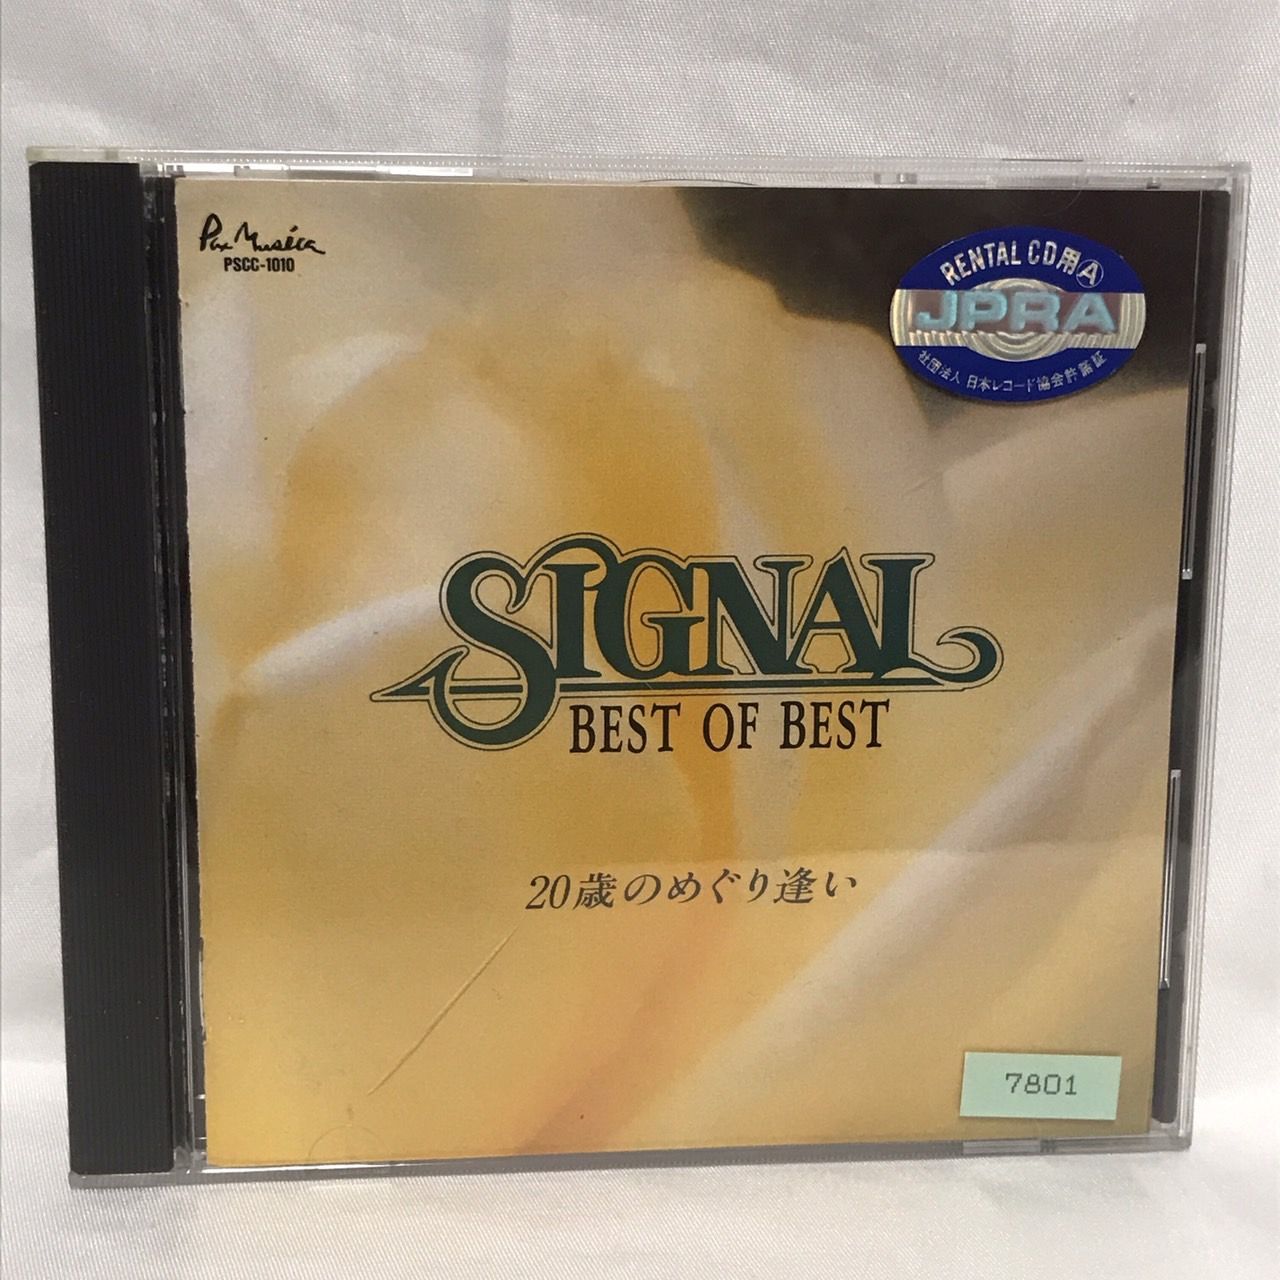 Pax Musica
PSCC-1010
RENTAL CD用Ⓐ
JPRA
社団法人 日本レコード協会許諾証
SIGNAL
BEST OF BEST
20歳のめぐり逢い
7801